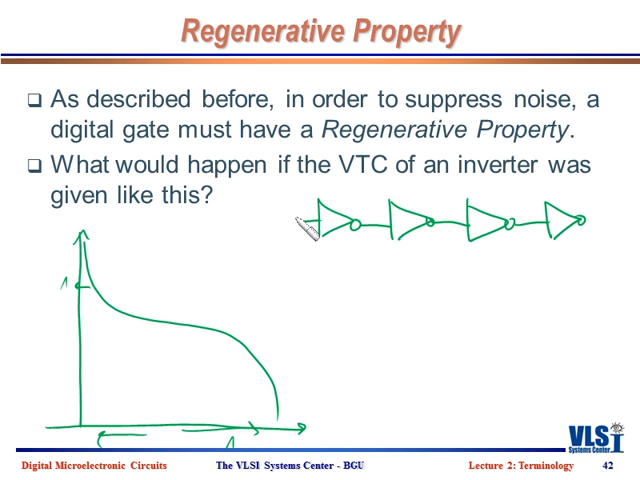 Regenerative Property
❑ As described before, in order to suppress noise, a
digital gate must have a Regenerative Property.
❑ What would happen if the VTC of an inverter was
given like this?
1
1
VLSI
Systems Center
Digital Microelectronic Circuits
The VLSI Systems Center - BGU
Lecture 2: Terminology
42